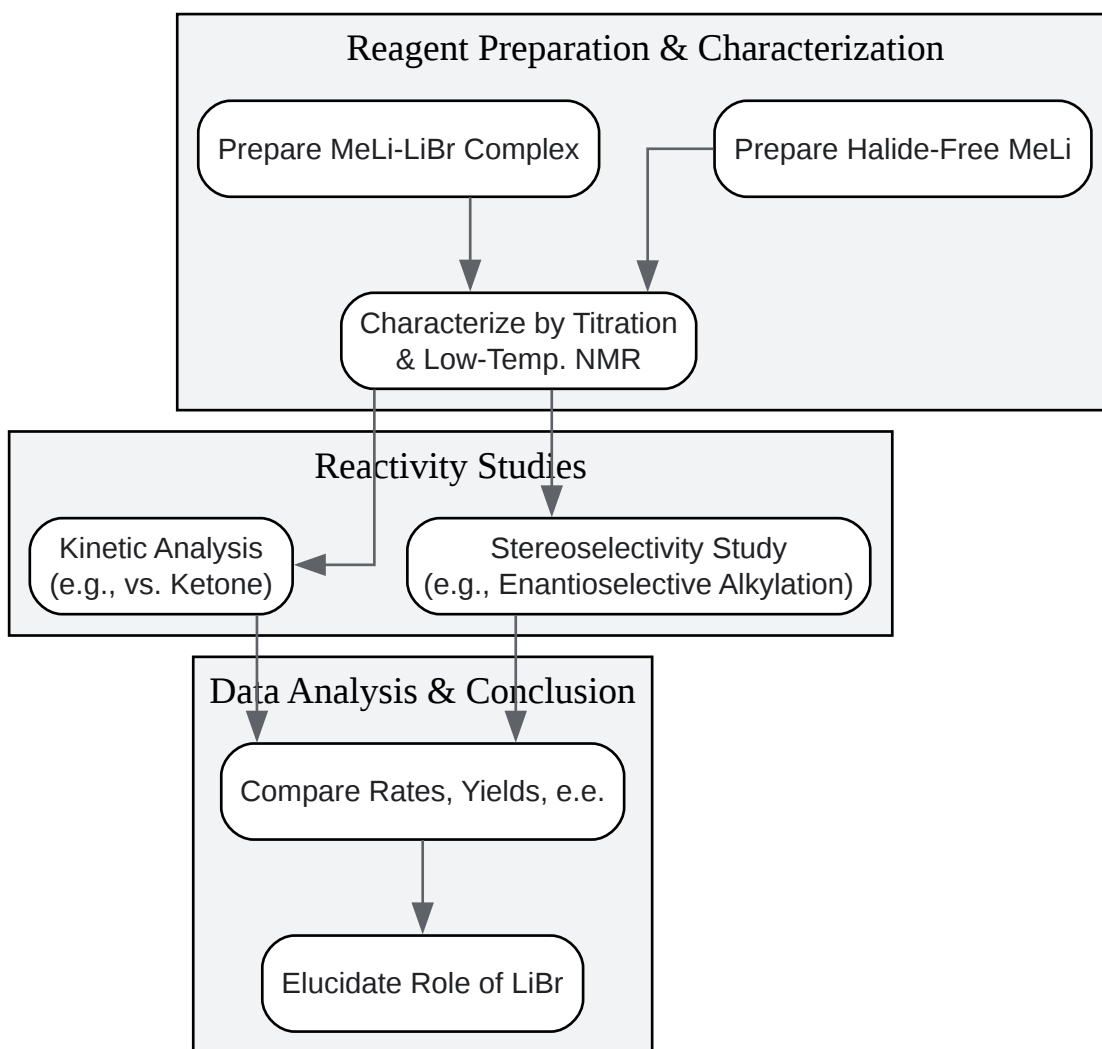 Reagent Preparation & Characterization
Prepare MeLi-LiBr Complex
Prepare Halide-Free MeLi
Characterize by Titration
& Low-Temp. NMR
Reactivity Studies
Kinetic Analysis
(e.g., vs. Ketone)
Stereoselectivity Study
(e.g., Enantioselective Alkylation)
Data Analysis & Conclusion
Compare Rates, Yields, e.e.
Elucidate Role of LiBr